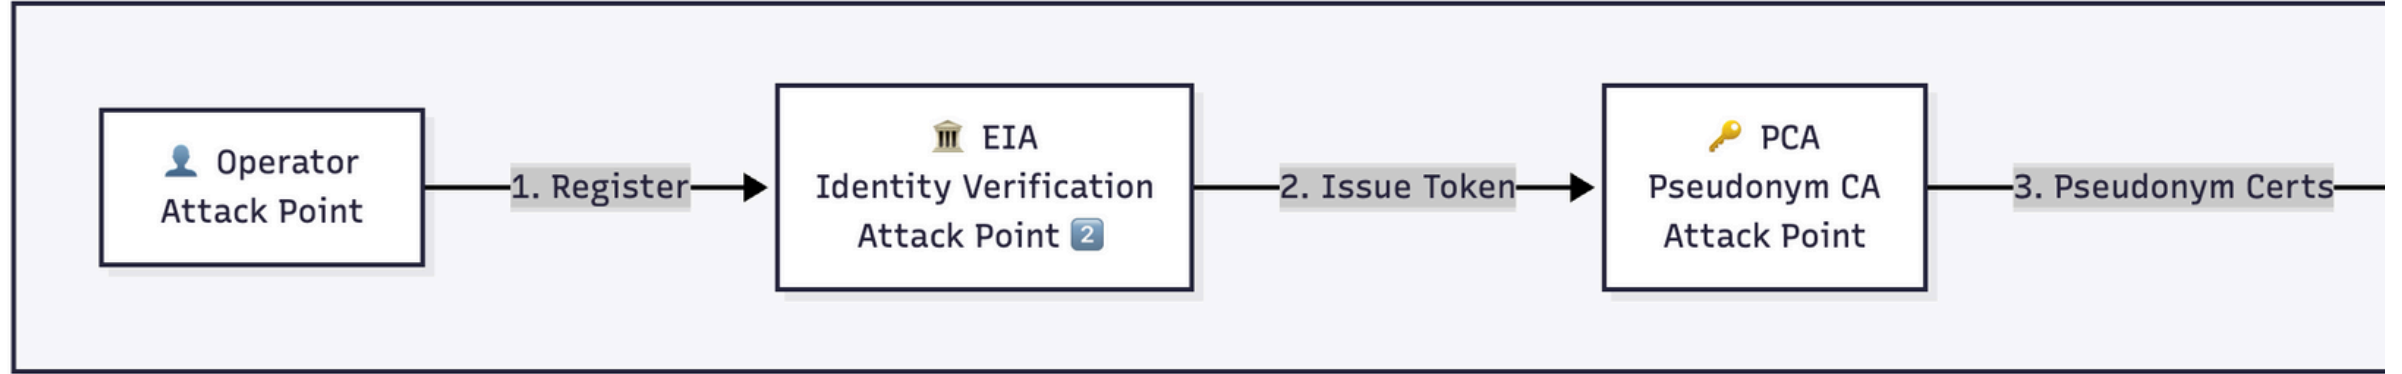 👤 Operator
Attack Point
1. Register
🏛️ EIA
Identity Verification
Attack Point 2️⃣
2. Issue Token
🔑 PCA
Pseudonym CA
Attack Point
3. Pseudonym Certs